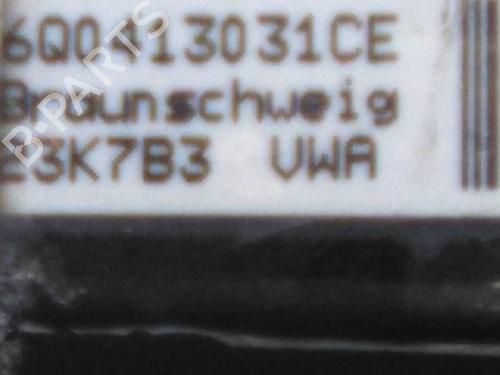 6Q0413031CE
Braunschweig
23K7B3 VWA
B-PARTS